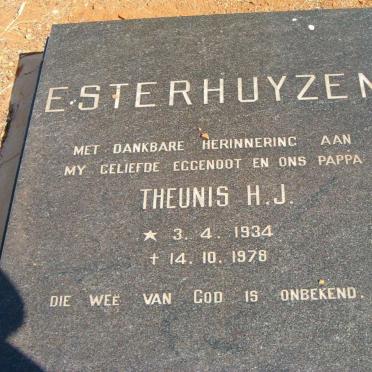 ESTERHUYZEN
MET DANKBARE HERINNERING AAN
MY GELIEFDE EGGENOOT EN ONS PAPPA
THEUNIS H.J.
★ 3. 4. 1934
† 14. 10. 1978
DIE WEË VAN GOD IS ONBEKEND.